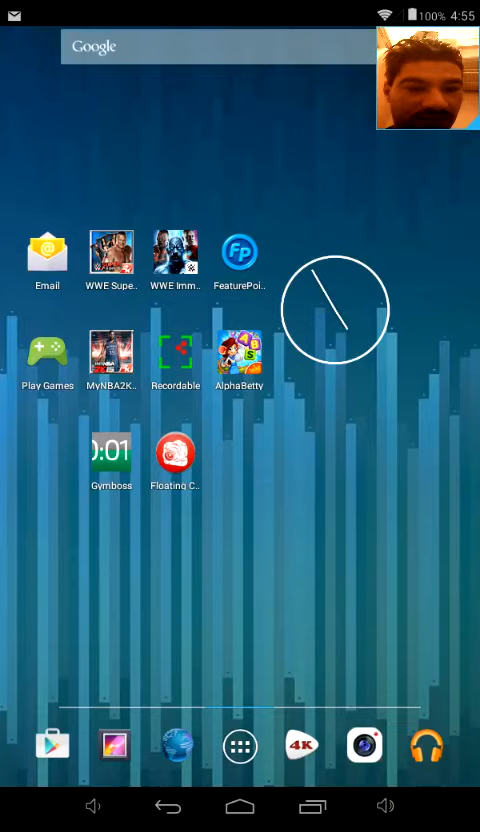 100% 4:55
Google
Email WWE Supe.. WWE Imm.. FeaturePoi..
Play Games MyNBA2K.. Recordable AlphaBetty
Gymboss Floating C..
Fp
A B
S
0:01
4K